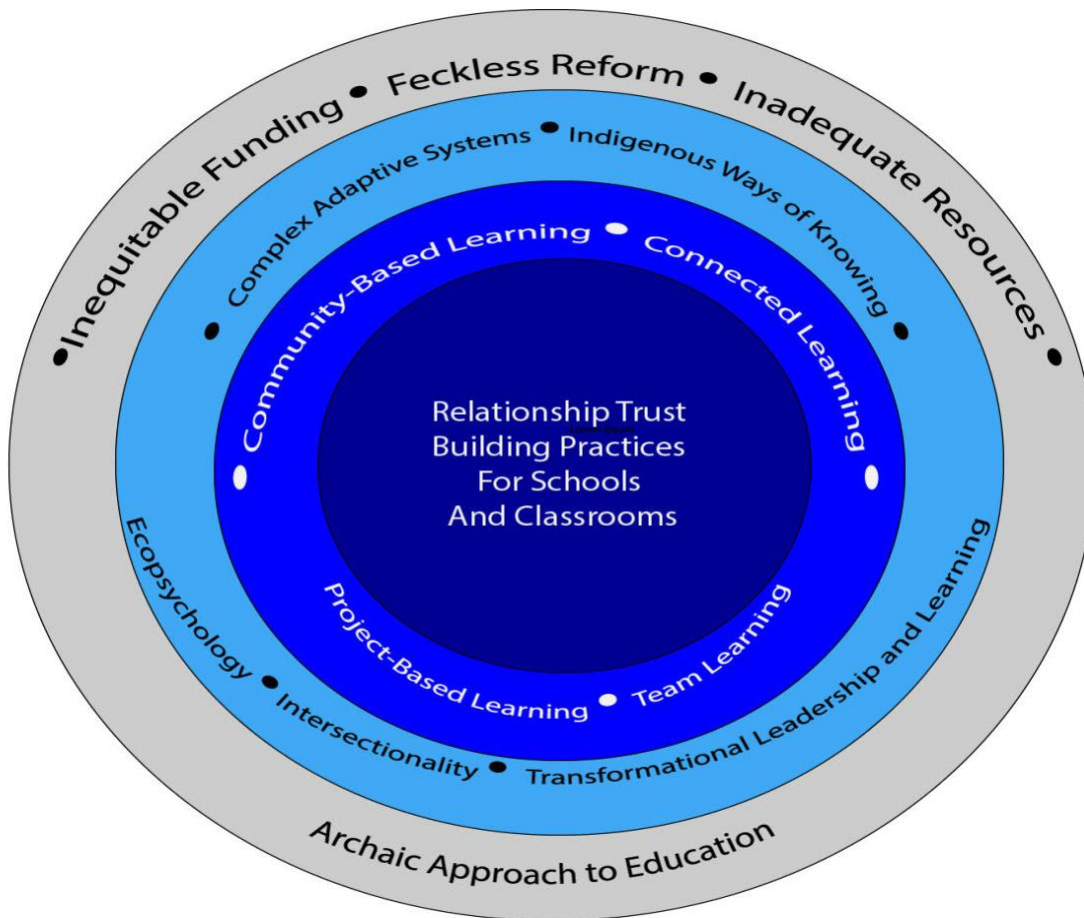 Inequitable Funding • Feckless Reform • Inadequate Resources
Complex Adaptive Systems • Indigenous Ways of Knowing
Community-Based Learning • Connected Learning
Relationship Trust
Building Practices
For Schools
And Classrooms
Project-Based Learning • Team Learning
Ecopsychology • Intersectionality • Transformational Leadership and Learning
Archaic Approach to Education